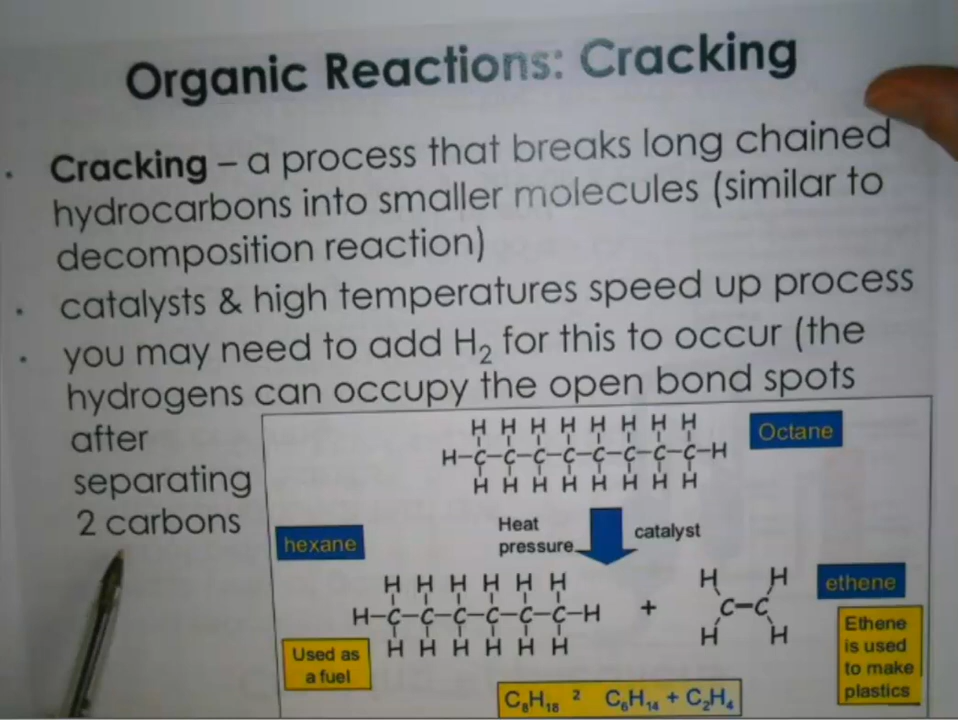 Organic Reactions: Cracking
Cracking – a process that breaks long chained
hydrocarbons into smaller molecules (similar to
decomposition reaction)
catalysts & high temperatures speed up process
you may need to add H₂ for this to occur (the
hydrogens can occupy the open bond spots
after
separating
2 carbons
H H H H H H H H
H-C-C-C-C-C-C-C-C-H
H H H H H H H H
Octane
Heat
pressure
catalyst
hexane
H H H H H H
H-C-C-C-C-C-C-H
H H H H H H
+
H H
C-C
H H
ethene
Used as
a fuel
Ethene
is used
to make
plastics
C₈H₁₈ ² C₆H₁₄ + C₂H₄